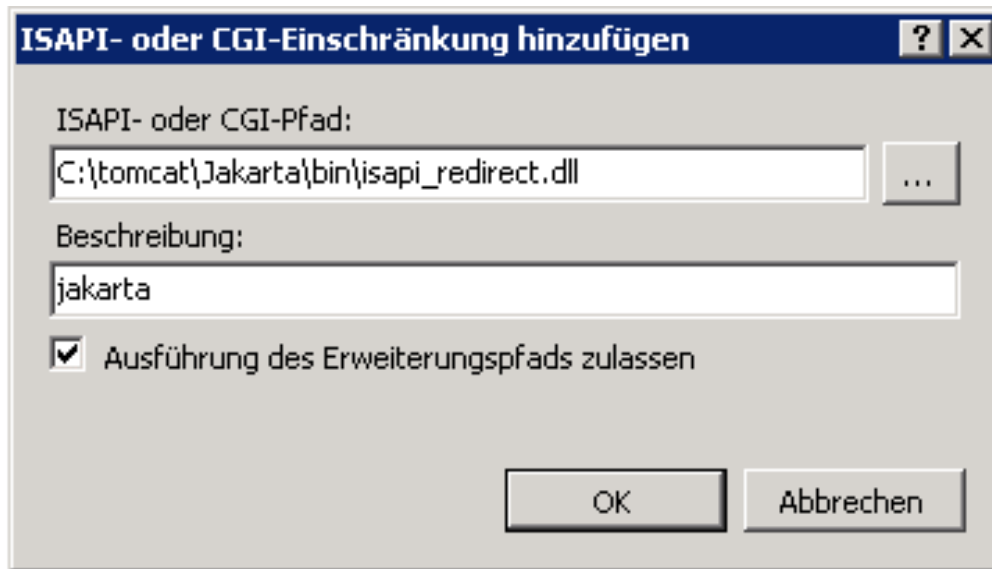 ISAPI- oder CGI-Einschränkung hinzufügen
ISAPI- oder CGI-Pfad:
C:\tomcat\Jakarta\bin\isapi_redirect.dll
...
Beschreibung:
jakarta
Ausführung des Erweiterungspfads zulassen
OK
Abbrechen